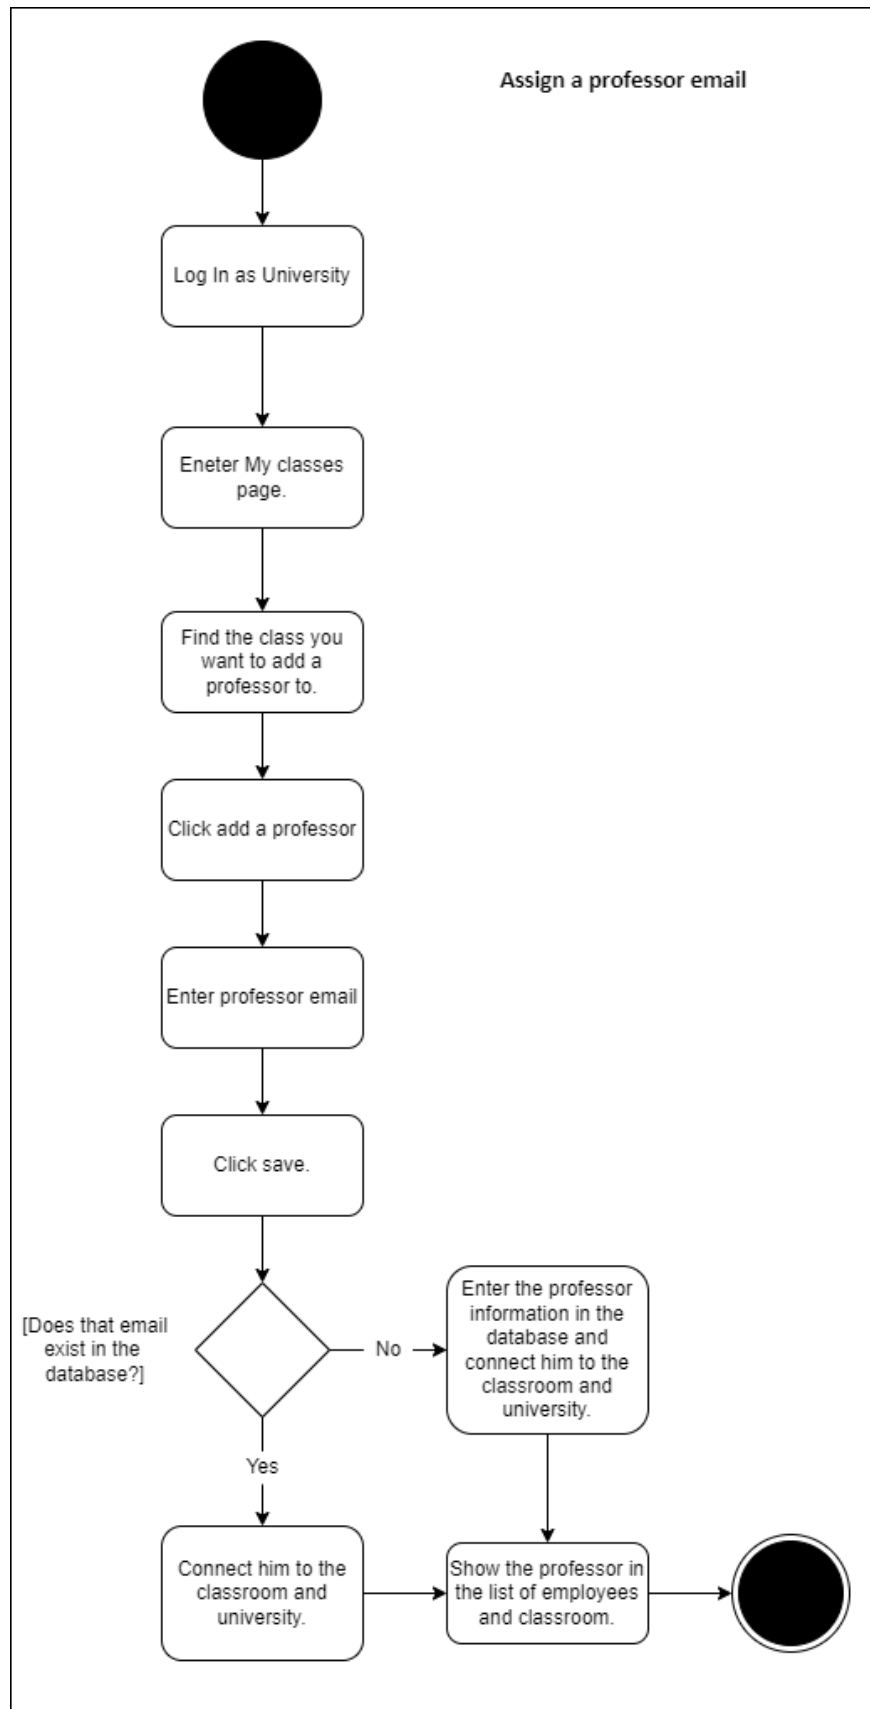 Assign a professor email
Log In as University
Eneter My classes
page.
Find the class you
want to add a
professor to.
Click add a professor
Enter professor email
Click save.
[Does that email
exist in the
database?]
No
Enter the professor
information in the
database and
connect him to the
classroom and
university.
Yes
Connect him to the
classroom and
university.
Show the professor in
the list of employees
and classroom.